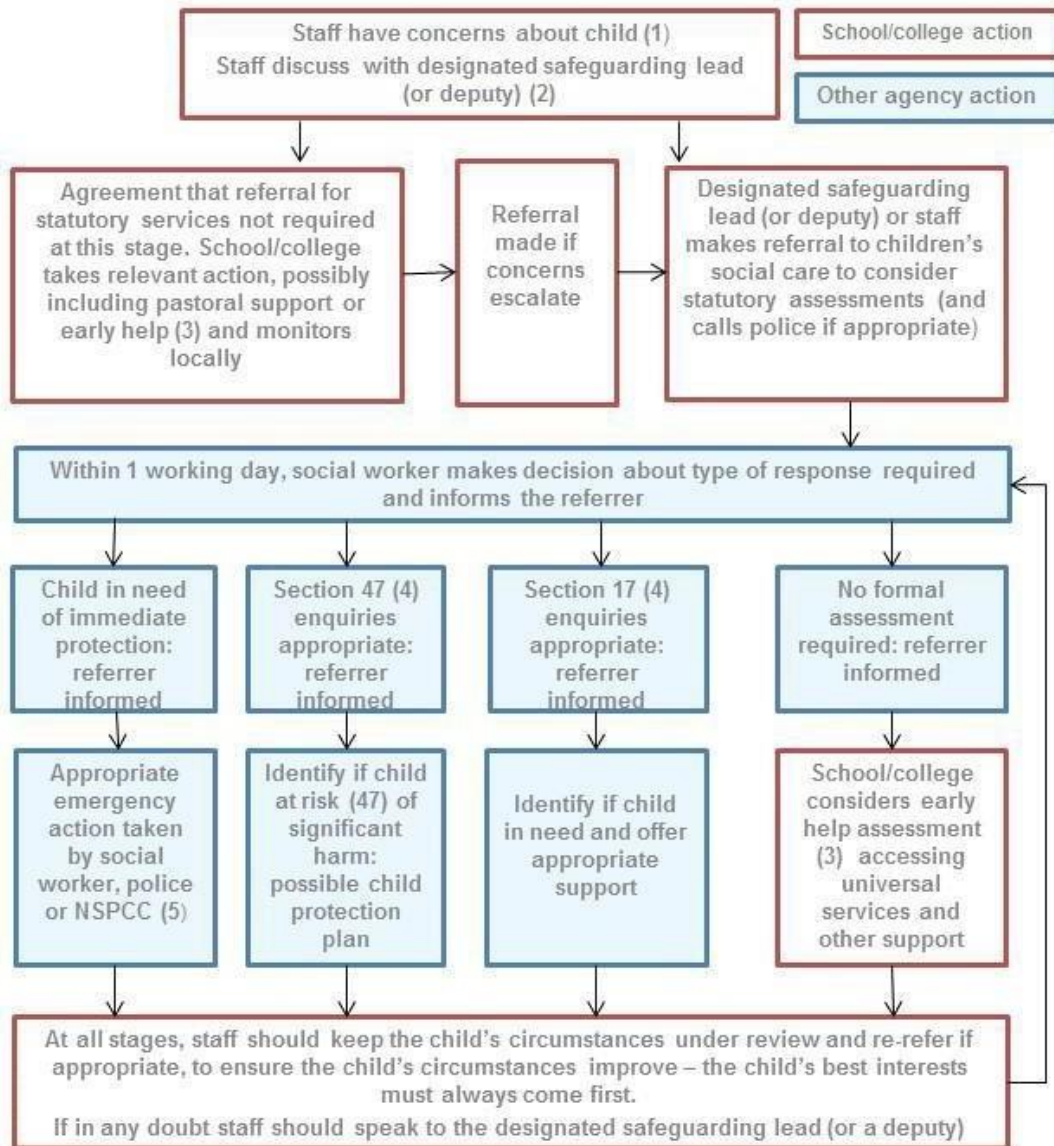 Staff have concerns about child (1)
Staff discuss with designated safeguarding lead
(or deputy) (2)
School/college action
Other agency action
Agreement that referral for
statutory services not required
at this stage. School/college
takes relevant action, possibly
including pastoral support or
early help (3) and monitors
locally
Referral
made if
concerns
escalate
Designated safeguarding
lead (or deputy) or staff
makes referral to children's
social care to consider
statutory assessments (and
calls police if appropriate)
Within 1 working day, social worker makes decision about type of response required
and informs the referrer
Child in need
of immediate
protection:
referrer
informed
Section 47 (4)
enquiries
appropriate:
referrer
informed
Section 17 (4)
enquiries
appropriate:
referrer
informed
No formal
assessment
required: referrer
informed
Appropriate
emergency
action taken
by social
worker, police
or NSPCC (5)
Identify if child
at risk (47) of
significant
harm:
possible child
protection
plan
Identify if child
in need and offer
appropriate
support
School/college
considers early
help assessment
(3) accessing
universal
services and
other support
At all stages, staff should keep the child's circumstances under review and re-refer if
appropriate, to ensure the child's circumstances improve – the child's best interests
must always come first.
If in any doubt staff should speak to the designated safeguarding lead (or a deputy)